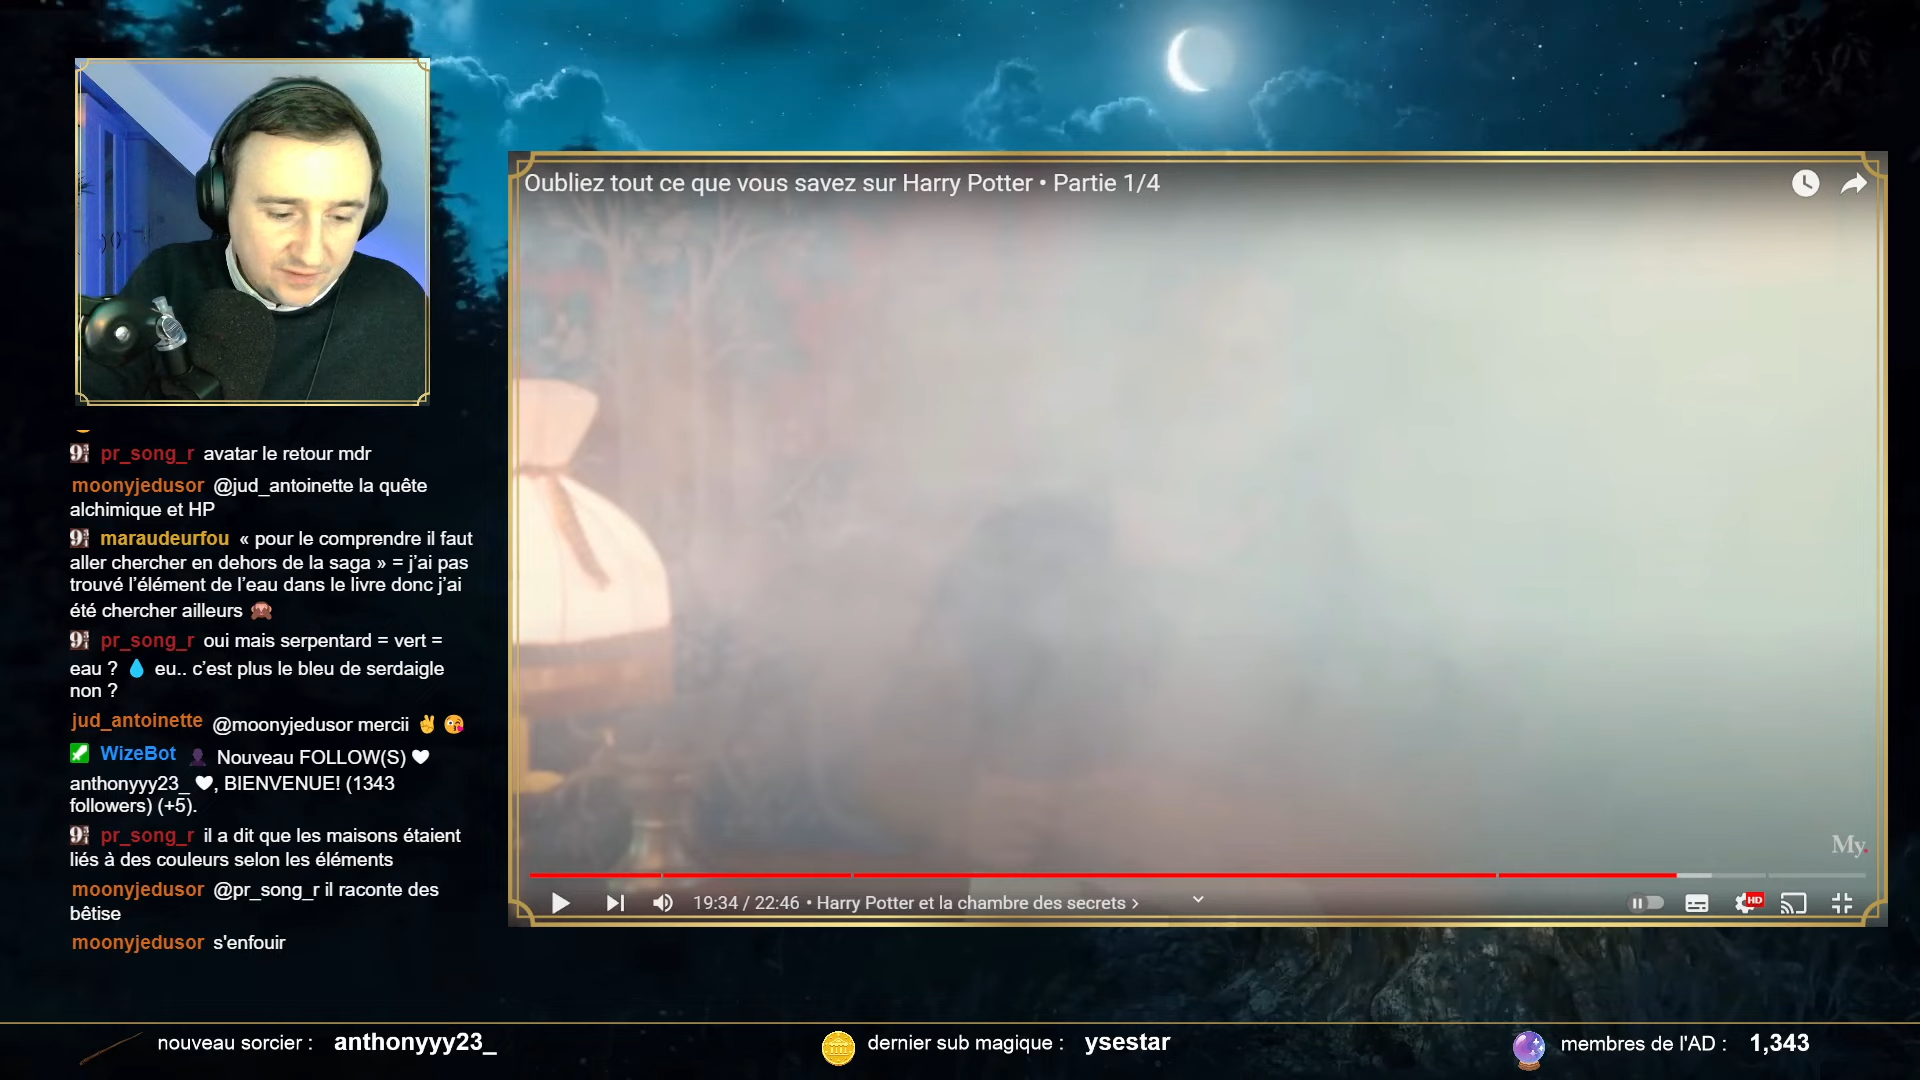 Oubliez tout ce que vous savez sur Harry Potter • Partie 1/4
pr_song_r avatar le retour mdr
moonyjedusor @jud_antoinette la quête
alchimique et HP
maraudeurfou « pour le comprendre il faut
aller chercher en dehors de la saga » = j’ai pas
trouvé l’élément de l’eau dans le livre donc j’ai
été chercher ailleurs 🙈
pr_song_r oui mais serpentard = vert =
eau ? 💧 eu.. c’est plus le bleu de serdaigle
non ?
jud_antoinette @moonyjedusor mercii ✌️ 😘
WizeBot 👤 Nouveau FOLLOW(S) 🤍
anthonyyy23_ 🤍, BIENVENUE! (1343
followers) (+5).
pr_song_r il a dit que les maisons étaient
liés à des couleurs selon les éléments
moonyjedusor @pr_song_r il raconte des
bêtise
moonyjedusor s'enfouir
My.
19:34 / 22:46 • Harry Potter et la chambre des secrets ›
HD
nouveau sorcier : anthonyyy23_
dernier sub magique : ysestar
membres de l'AD : 1,343